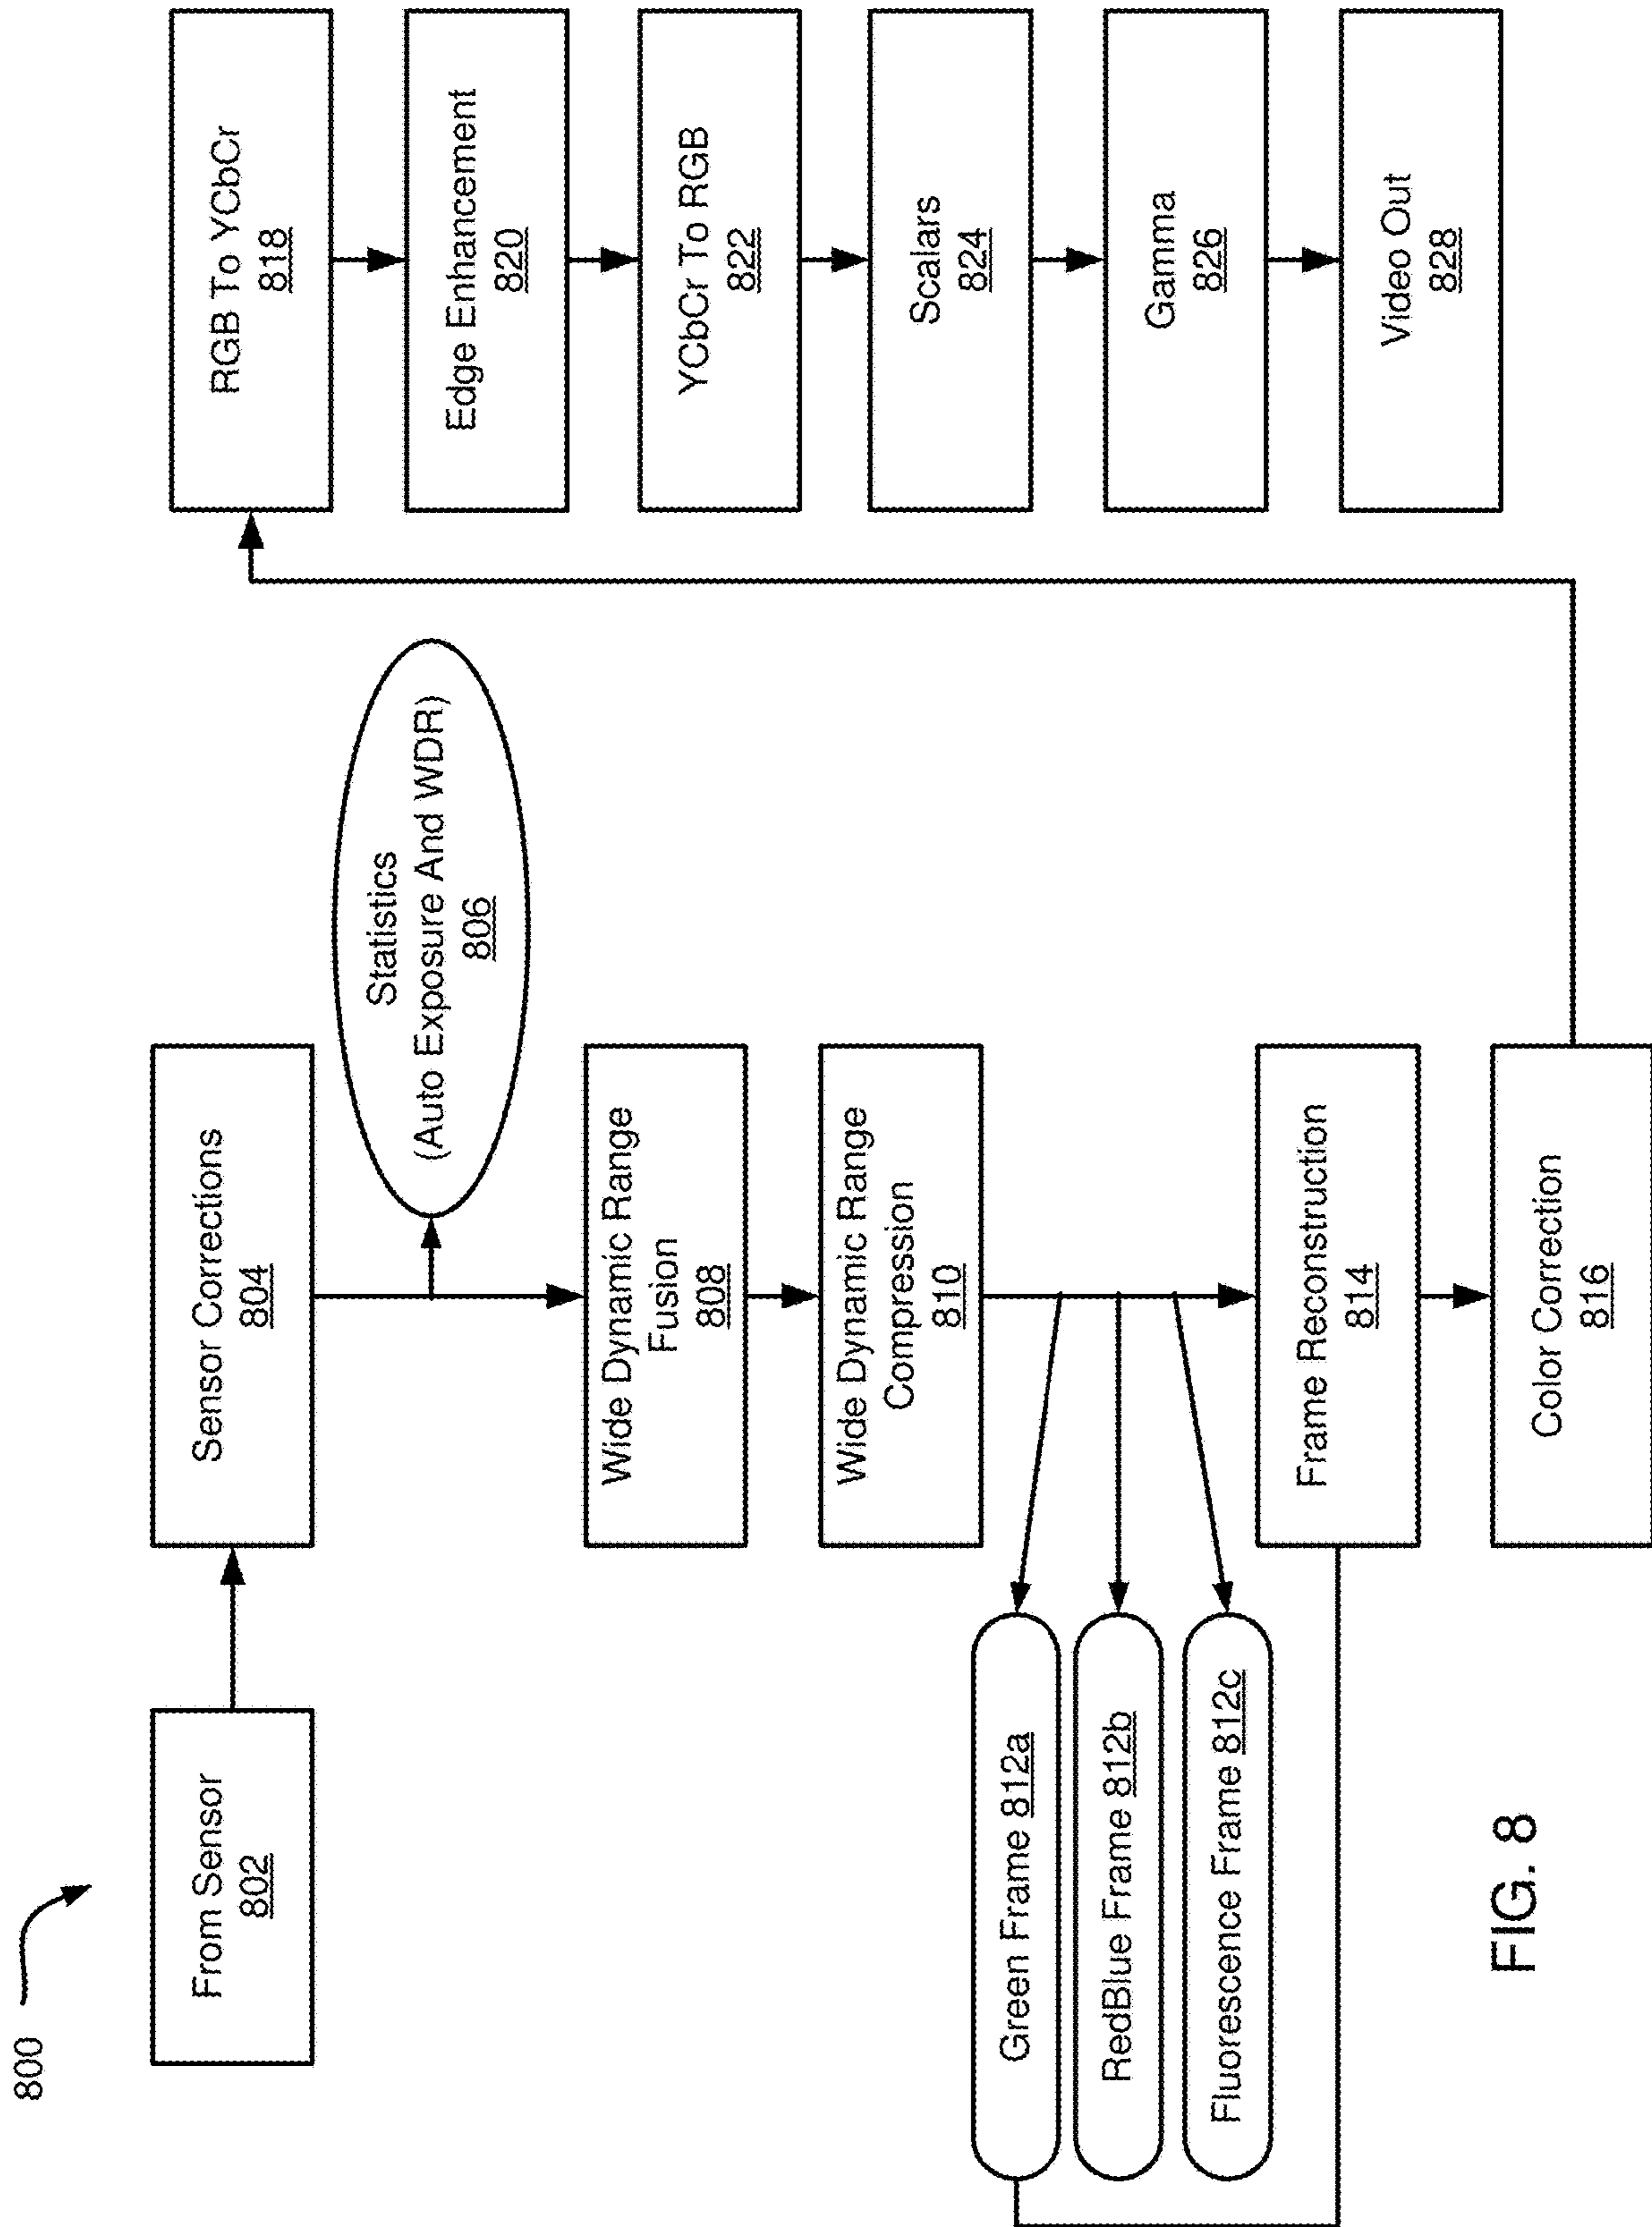 800
From Sensor
802
Sensor Corrections
804
Statistics
(Auto Exposure And WDR)
806
Wide Dynamic Range
Fusion
808
Wide Dynamic Range
Compression
810
Green Frame 812a
RedBlue Frame 812b
Fluorescence Frame 812c
Frame Reconstruction
814
Color Correction
816
RGB To YCbCr
818
Edge Enhancement
820
YCbCr To RGB
822
Scalars
824
Gamma
826
Video Out
828
FIG. 8